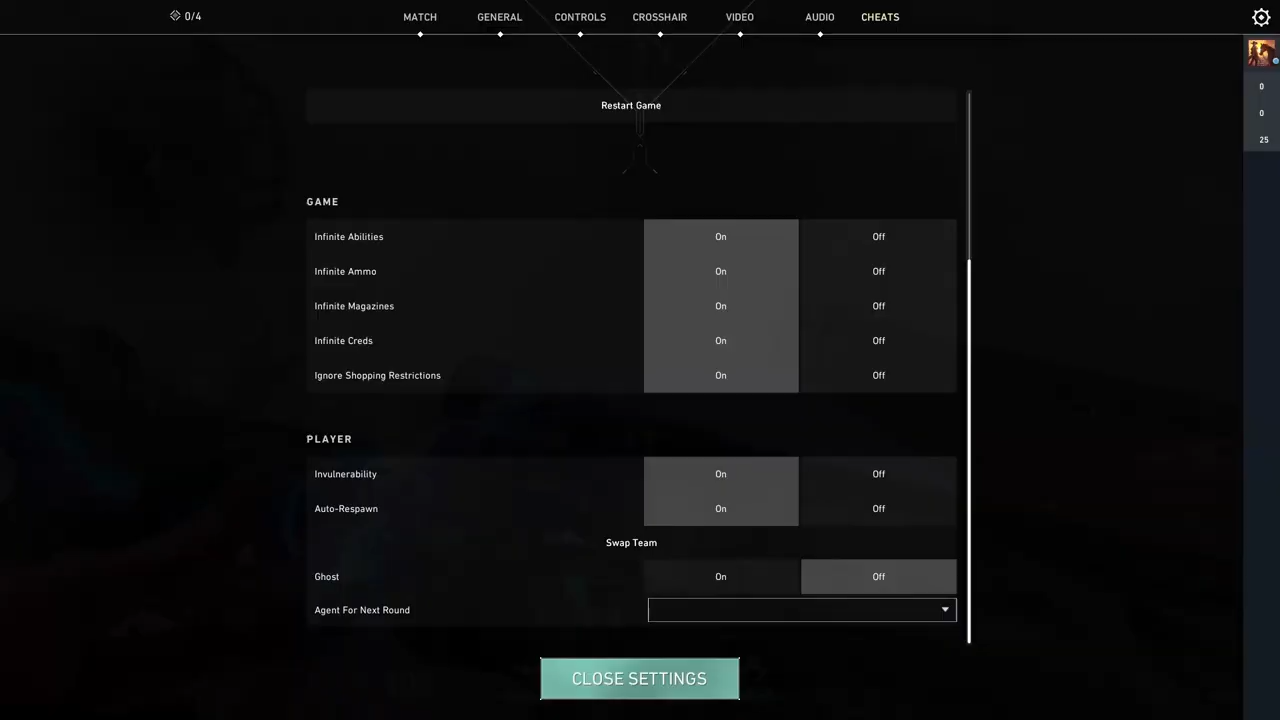 0/4
MATCH GENERAL CONTROLS CROSSHAIR VIDEO AUDIO CHEATS
Restart Game
0
0
25
GAME
Infinite Abilities On Off
Infinite Ammo On Off
Infinite Magazines On Off
Infinite Creds On Off
Ignore Shopping Restrictions On Off
PLAYER
Invulnerability On Off
Auto-Respawn On Off
Swap Team
Ghost On Off
Agent For Next Round
CLOSE SETTINGS